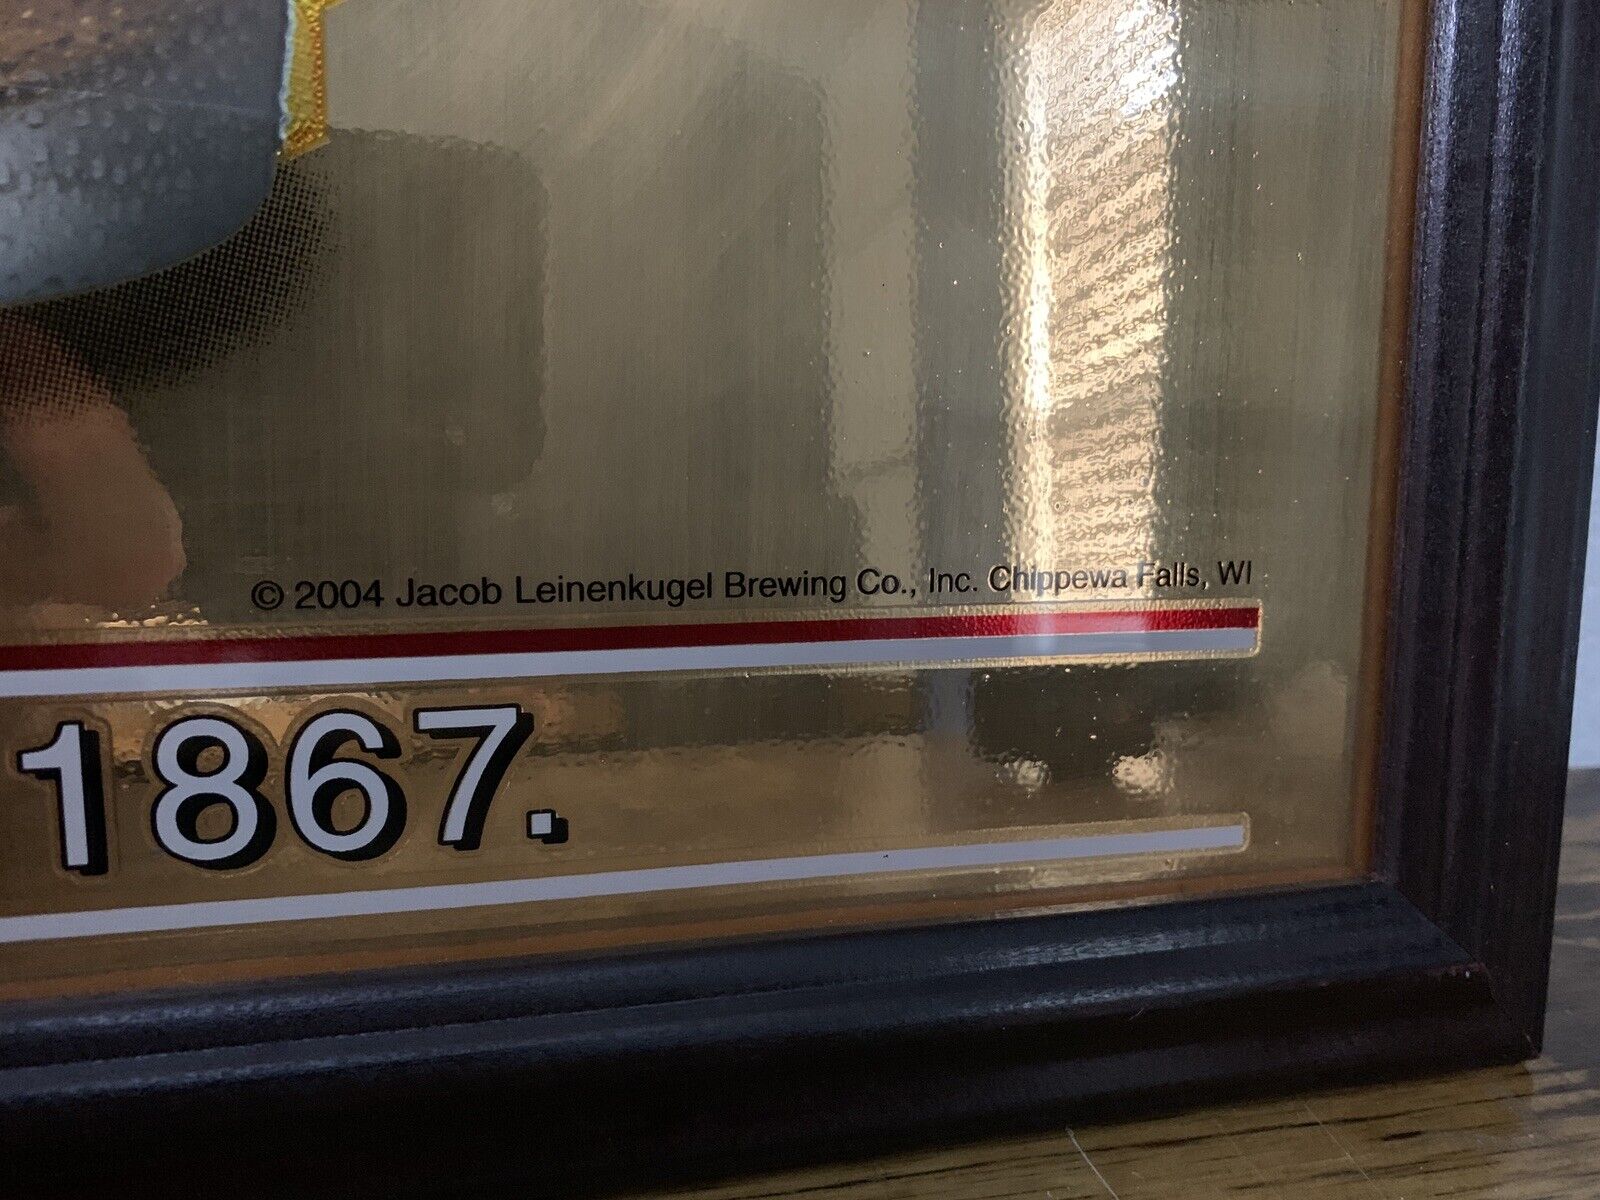 © 2004 Jacob Leinenkugel Brewing Co., Inc. Chippewa Falls, WI
1867.